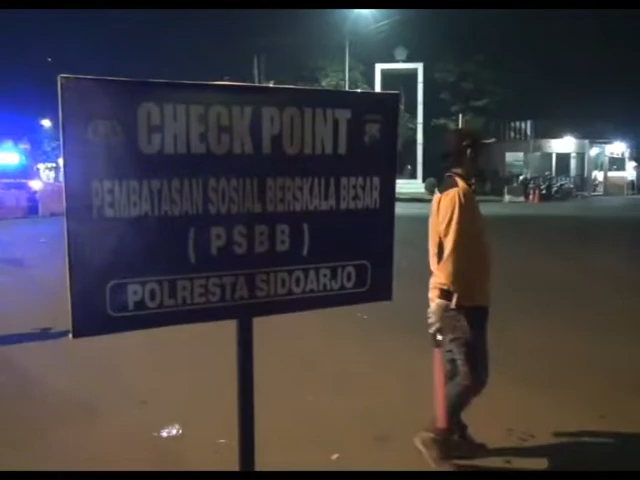 CHECK POINT
PEMBATASAN SOSIAL BERSKALA BESAR
( PSBB )
POLRESTA SIDOARJO